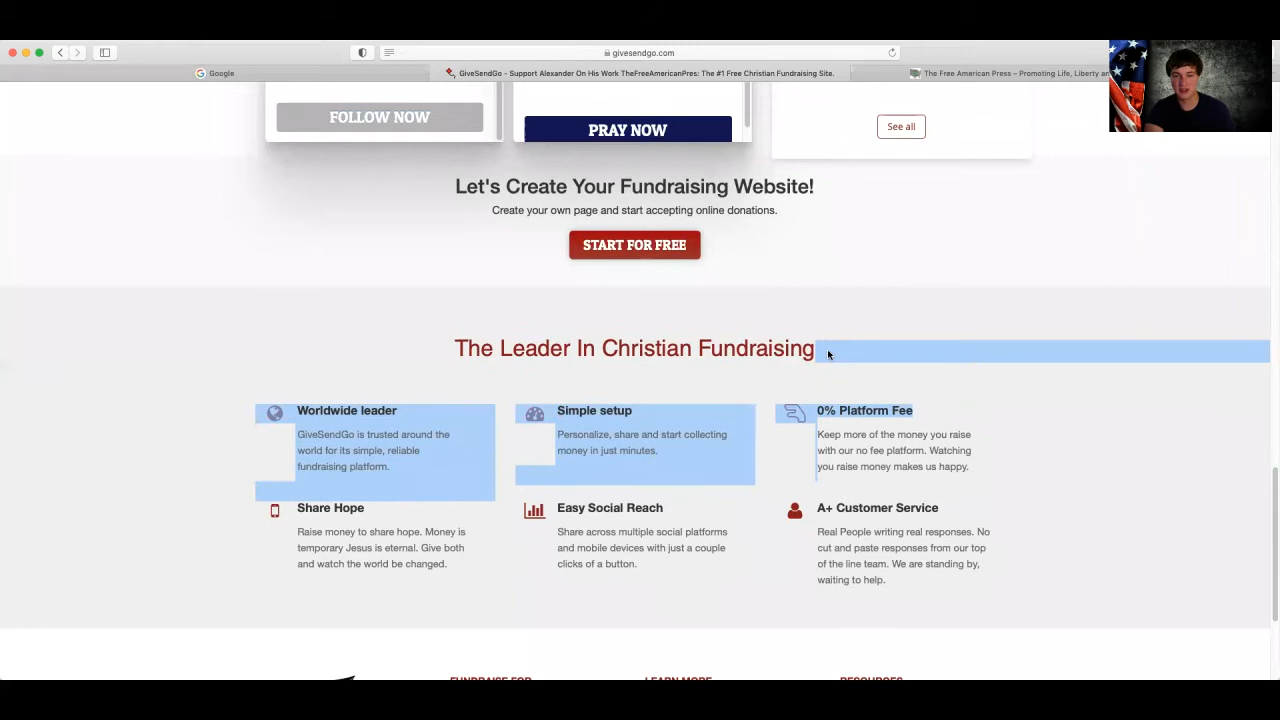 givesendgo.com
Google
GiveSendGo - Support Alexander On His Work TheFreeAmericanPres: The #1 Free Christian Fundraising Site.
The Free American Press – Promoting Life, Liberty
FOLLOW NOW
PRAY NOW
See all
Let's Create Your Fundraising Website!
Create your own page and start accepting online donations.
START FOR FREE
The Leader In Christian Fundraising
Worldwide leader
GiveSendGo is trusted around the
world for its simple, reliable
fundraising platform.
Simple setup
Personalize, share and start collecting
money in just minutes.
0% Platform Fee
Keep more of the money you raise
with our no fee platform. Watching
you raise money makes us happy.
Share Hope
Raise money to share hope. Money is
temporary Jesus is eternal. Give both
and watch the world be changed.
Easy Social Reach
Share across multiple social platforms
and mobile devices with just a couple
clicks of a button.
A+ Customer Service
Real People writing real responses. No
cut and paste responses from our top
of the line team. We are standing by,
waiting to help.
FUNDRAISE FOR
LEARN MORE
RESOURCES